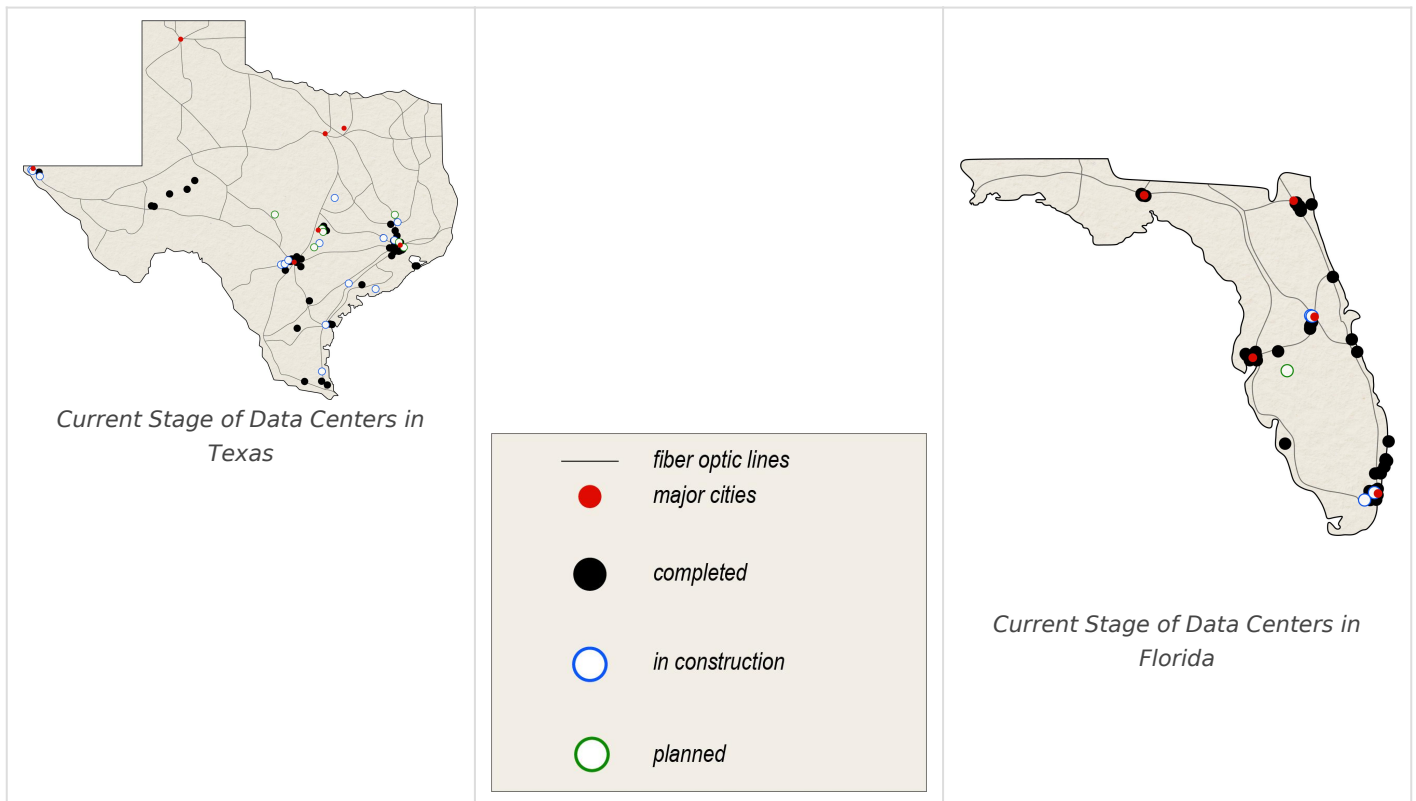 Current Stage of Data Centers in
Texas
fiber optic lines
major cities
completed
in construction
planned
Current Stage of Data Centers in
Florida